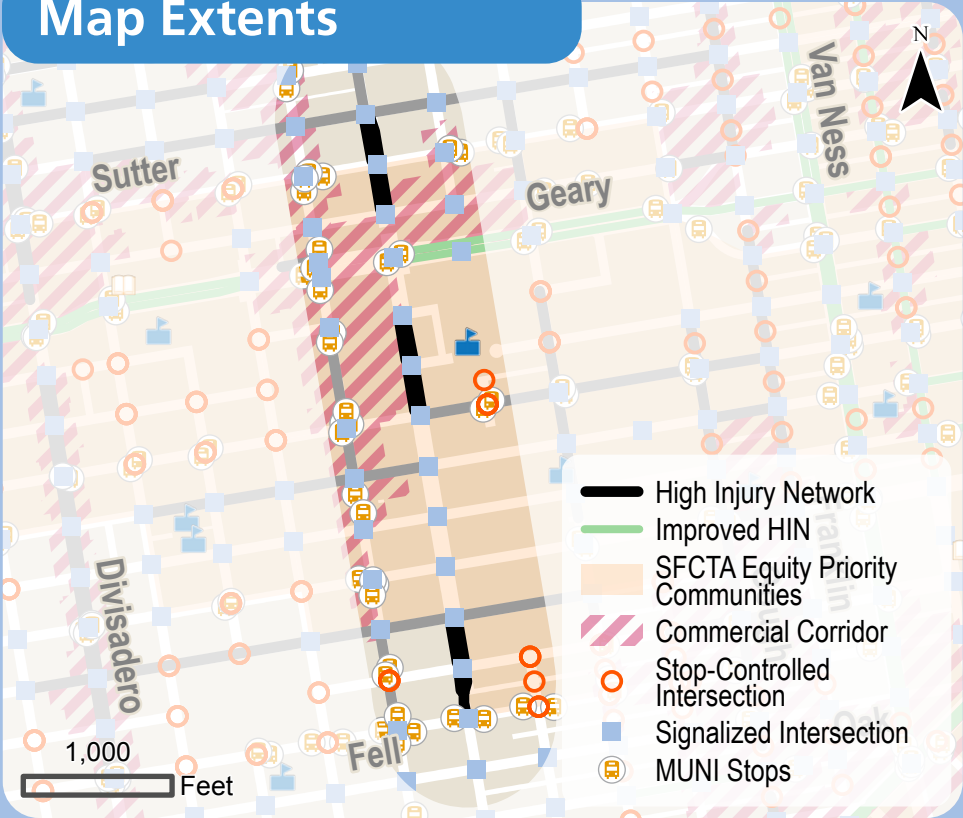 Map Extents
N
Van Ness
Sutter
Geary
Divisadero
Fell
Franklin
Oak
1,000
Feet
High Injury Network
Improved HIN
SFCTA Equity Priority
Communities
Commercial Corridor
Stop-Controlled
Intersection
Signalized Intersection
MUNI Stops